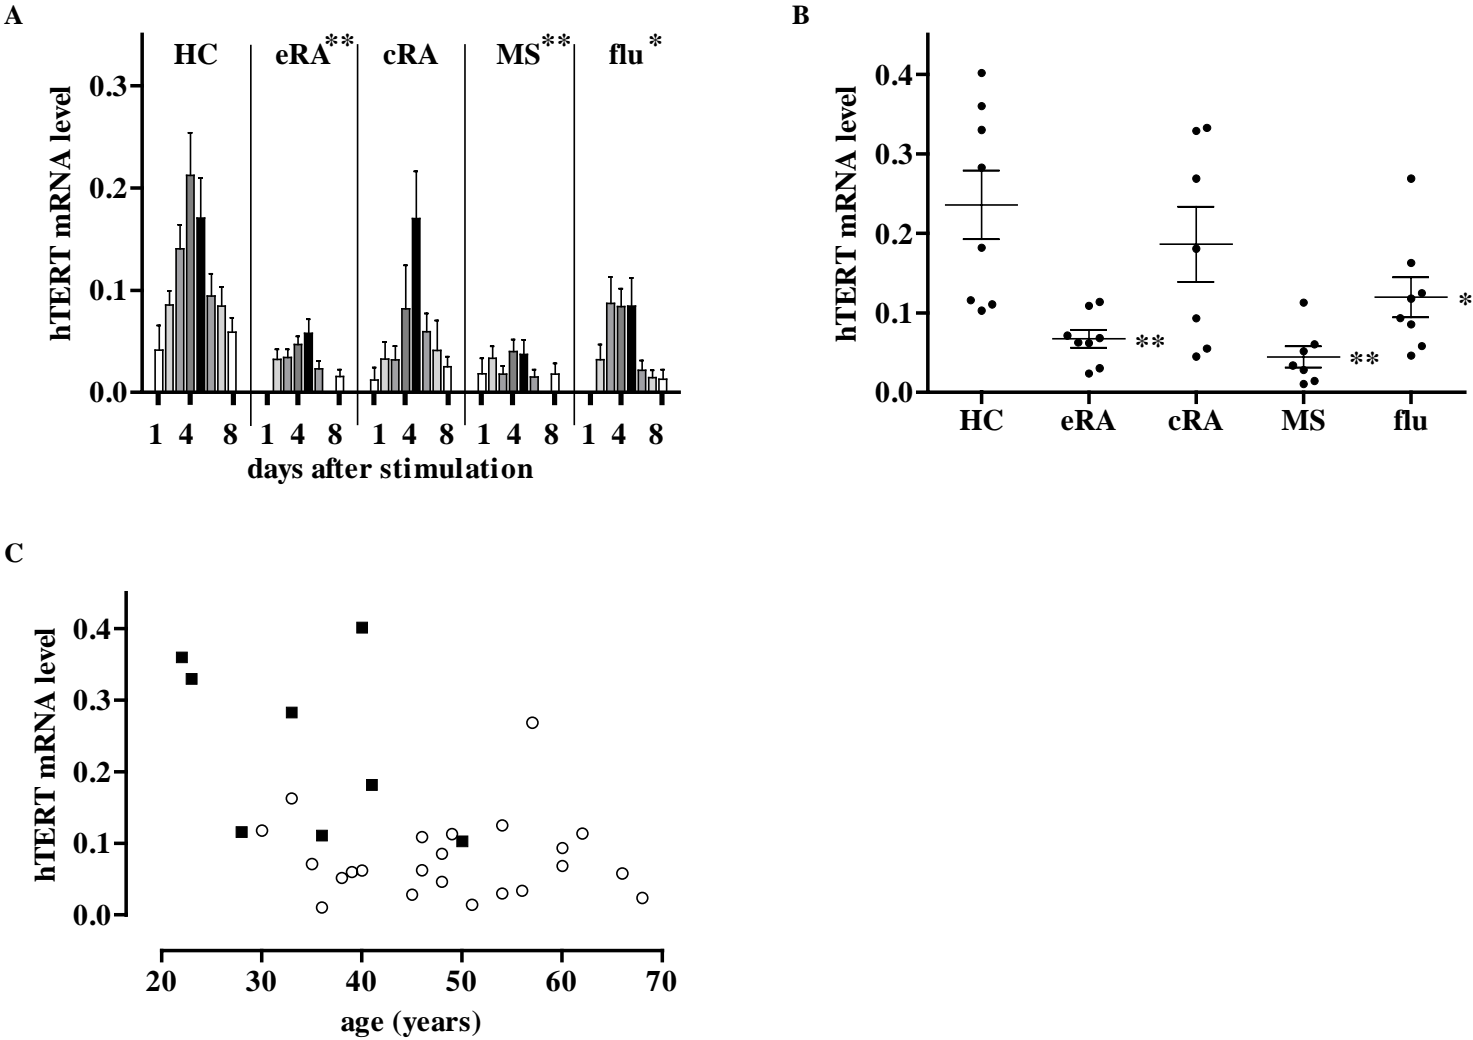 A
hTERT mRNA level
0.3
0.2
0.1
0.0
HC eRA** cRA MS** flu *
1 4 8 1 4 8 1 4 8 1 4 8 1 4 8
days after stimulation
B
hTERT mRNA level
0.4
0.3
0.2
0.1
0.0
** ** *
HC eRA cRA MS flu
C
hTERT mRNA level
0.4
0.3
0.2
0.1
0.0
20 30 40 50 60 70
age (years)